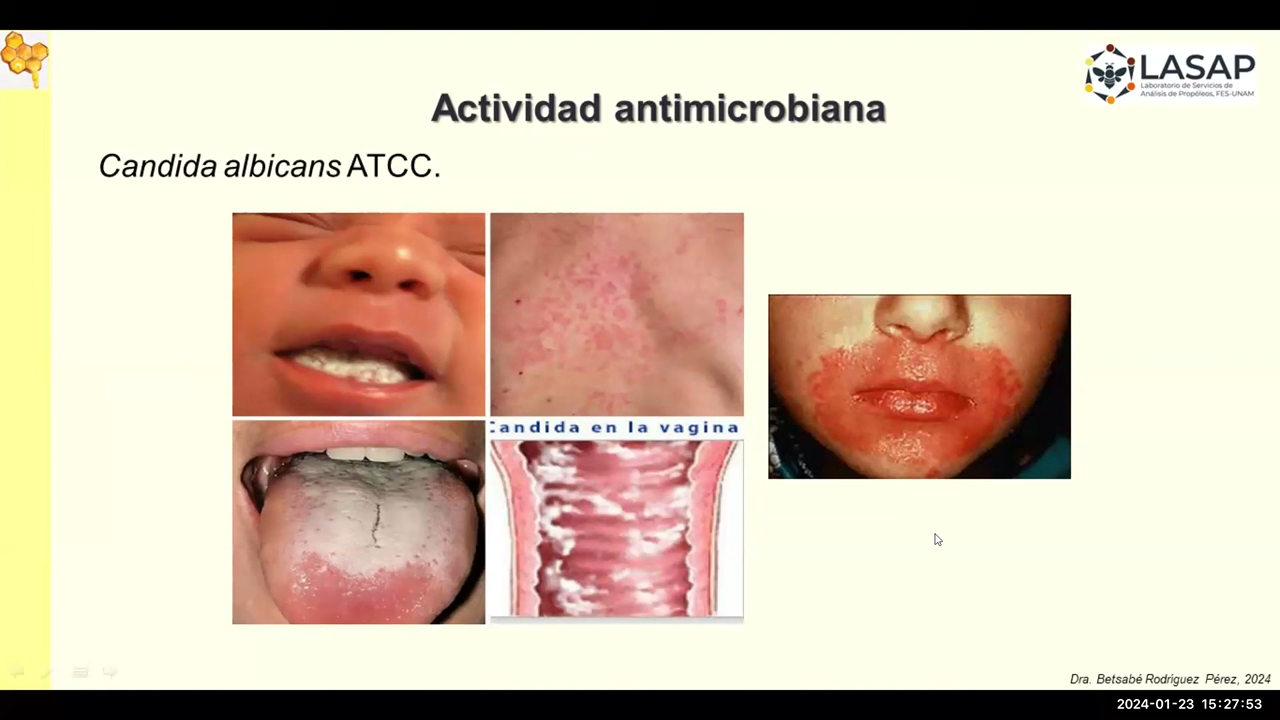 LASAP
Laboratorio de Servicios de
Análisis de Propóleos, FES-UNAM
Actividad antimicrobiana
Candida albicans ATCC.
Candida en la vagina
Dra. Betsabé Rodriguez Pérez, 2024
2024-01-23 15:27:53